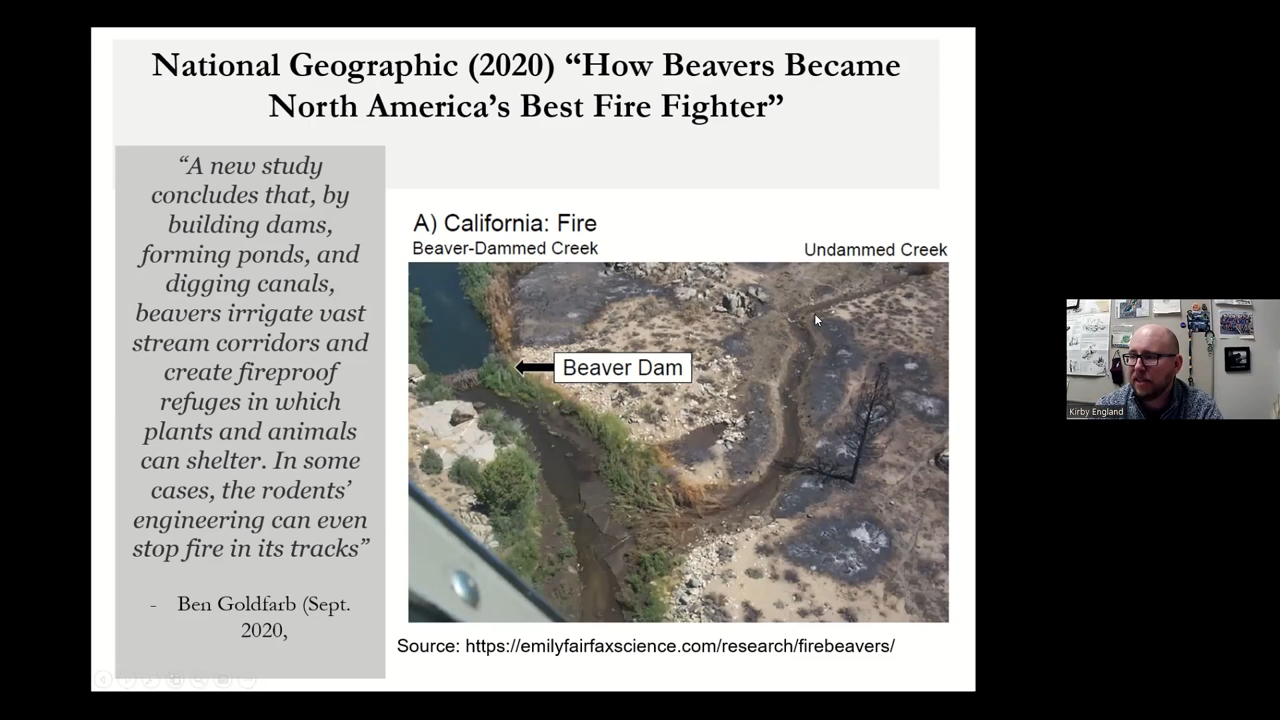 National Geographic (2020) “How Beavers Became
North America’s Best Fire Fighter”
“A new study
concludes that, by
building dams,
forming ponds, and
digging canals,
beavers irrigate vast
stream corridors and
create fireproof
refuges in which
plants and animals
can shelter. In some
cases, the rodents’
engineering can even
stop fire in its tracks”
- Ben Goldfarb (Sept.
2020,
A) California: Fire
Beaver-Dammed Creek
Undammed Creek
Beaver Dam
Source: https://emilyfairfaxscience.com/research/firebeavers/
Kirby England